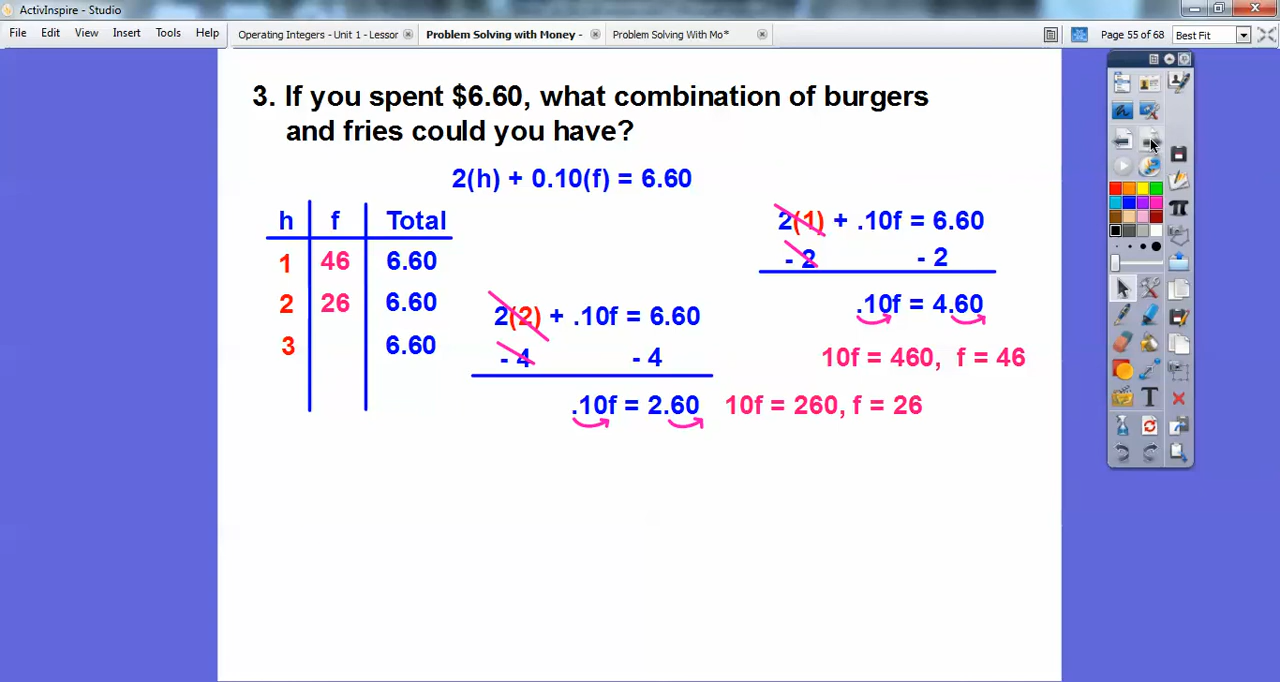 ActivInspire - Studio
File Edit View Insert Tools Help
Operating Integers - Unit 1 - Lessor
Problem Solving with Money -
Problem Solving With Mo*
Page 55 of 68
Best Fit
3. If you spent $6.60, what combination of burgers
and fries could you have?
2(h) + 0.10(f) = 6.60
h f Total
1 46 6.60
2 26 6.60
3 6.60
2(2) + .10f = 6.60
- 4 - 4
.10f = 2.60
10f = 260, f = 26
2(1) + .10f = 6.60
- 2 - 2
.10f = 4.60
10f = 460, f = 46